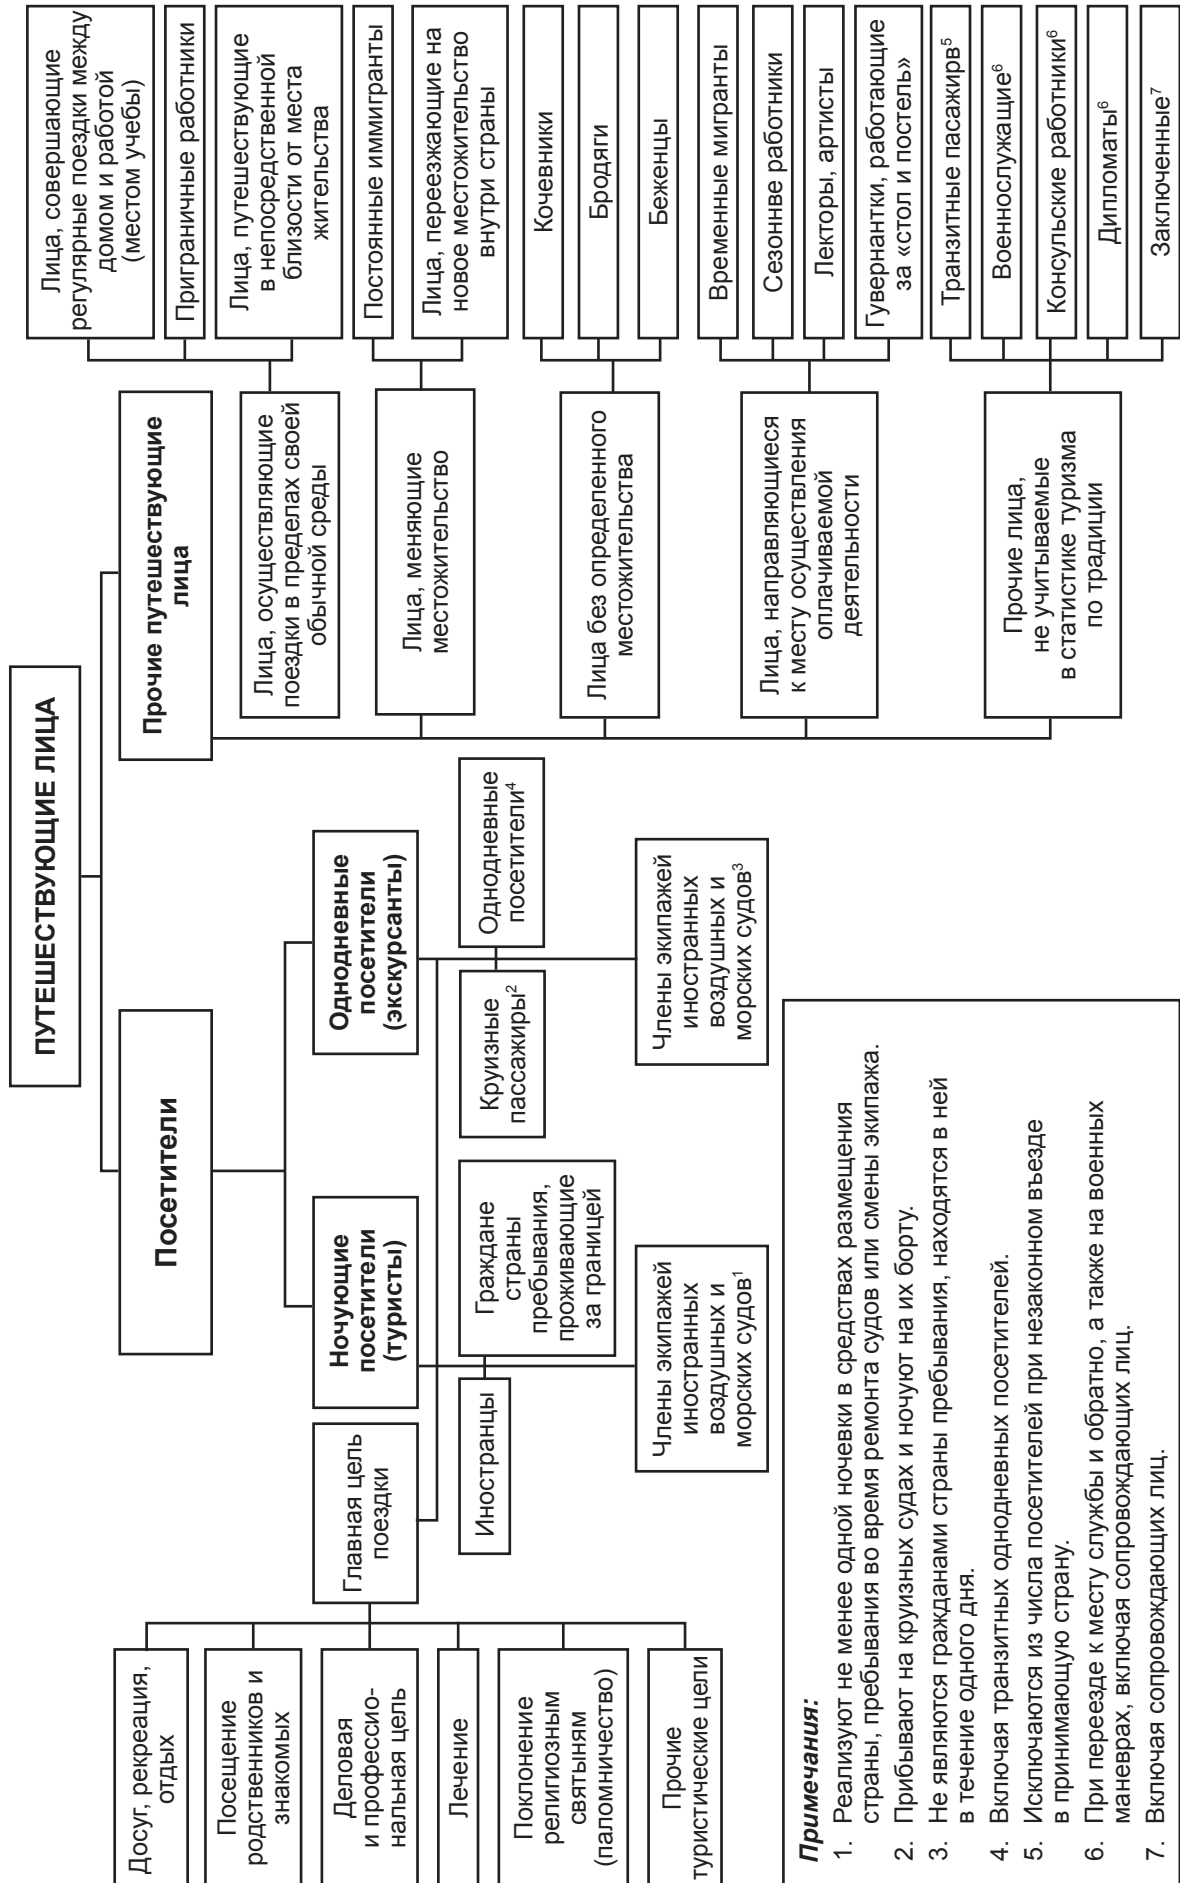 ПУТЕШЕСТВУЮЩИЕ ЛИЦА
Посетители
Прочие путешествующие
лица
Ночующие
посетители
(туристы)
Однодневные
посетители
(экскурсанты)
Главная цель
поездки
Досуг, рекреация,
отдых
Посещение
родственников и
знакомых
Деловая
и профессио-
нальная цель
Лечение
Поклонение
религиозным
святыням
(паломничество)
Прочие
туристические цели
Иностранцы
Граждане
страны
пребывания,
проживающие
за границей
Члены экипажей
иностранных
воздушных и
морских судов¹
Круизные
пассажиры²
Однодневные
посетители⁴
Члены экипажей
иностранных
воздушных и
морских судов³
Лица, осуществляющие
поездки в пределах своей
обычной среды
Лица, совершающие
регулярные поездки между
домом и работой
(местом учебы)
Приграничные работники
Лица, путешествующие
в непосредственной
близости от места
жительства
Лица, меняющие
местожительство
Постоянные иммигранты
Лица, переезжающие на
новое местожительство
внутри страны
Лица без определенного
местожительства
Кочевники
Бродяги
Беженцы
Лица, направляющиеся
к месту осуществления
оплачиваемой
деятельности
Временные мигранты
Сезоннве работники
Лекторы, артисты
Гувернантки, работающие
за «стол и постель»
Прочие лица,
не учитываемые
в статистике туризма
по традиции
Транзитные пасажирв⁵
Военнослужащие⁶
Консульские работники⁶
Дипломаты⁶
Заключенные⁷
Примечания:
1. Реализуют не менее одной ночевки в средствах размещения
страны, пребывания во время ремонта судов или смены экипажа.
2. Прибывают на круизных судах и ночуют на их борту.
3. Не являются гражданами страны пребывания, находятся в ней
в течение одного дня.
4. Включая транзитных однодневных посетителей.
5. Исключаются из числа посетителей при незаконном въезде
в принимающую страну.
6. При переезде к месту службы и обратно, а также на военных
маневрах, включая сопровождающих лиц.
7. Включая сопровождающих лиц.